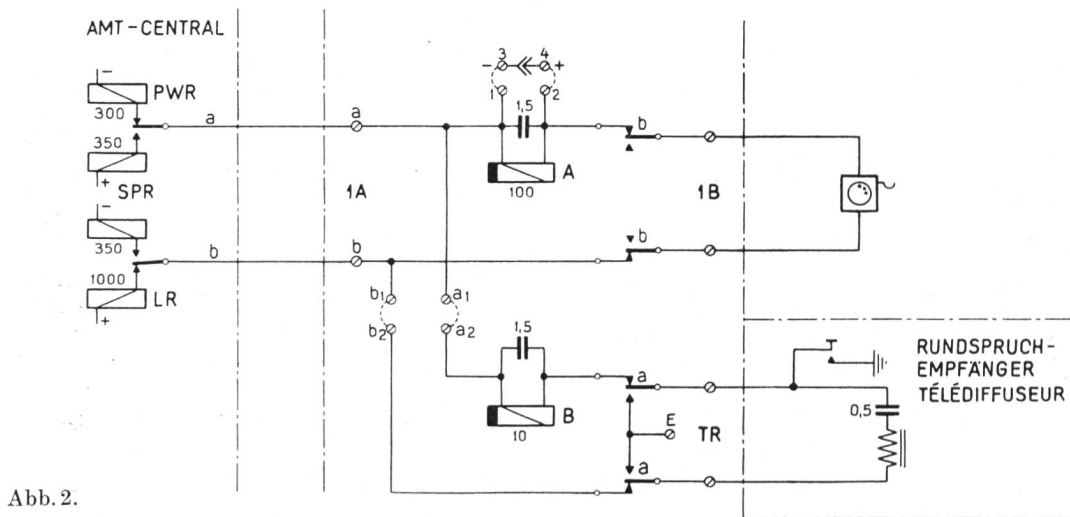 AMT-CENTRAL
PWR
300
350
SPR
350
1000
LR
a
b
1A
a
b
3
4
1
2
1,5
A
100
b
b
1B
b1
a1
b2
a2
1,5
B
10
a
E
TR
a
RUNDSPRUCH-
EMPFÄNGER
TÉLÉDIFFUSEUR
0,5
Abb. 2.